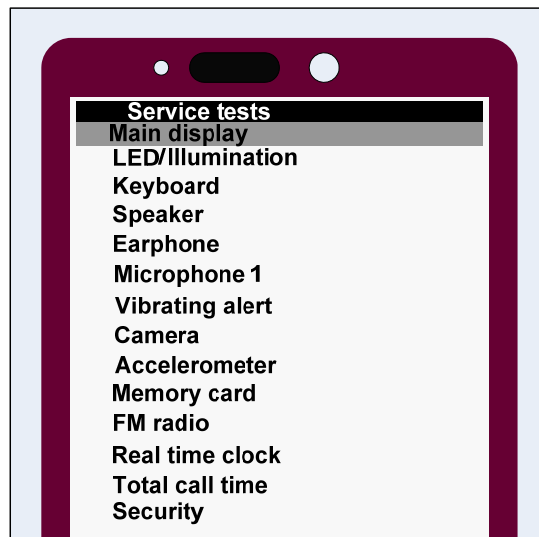 Service tests
Main display
LED/Illumination
Keyboard
Speaker
Earphone
Microphone 1
Vibrating alert
Camera
Accelerometer
Memory card
FM radio
Real time clock
Total call time
Security